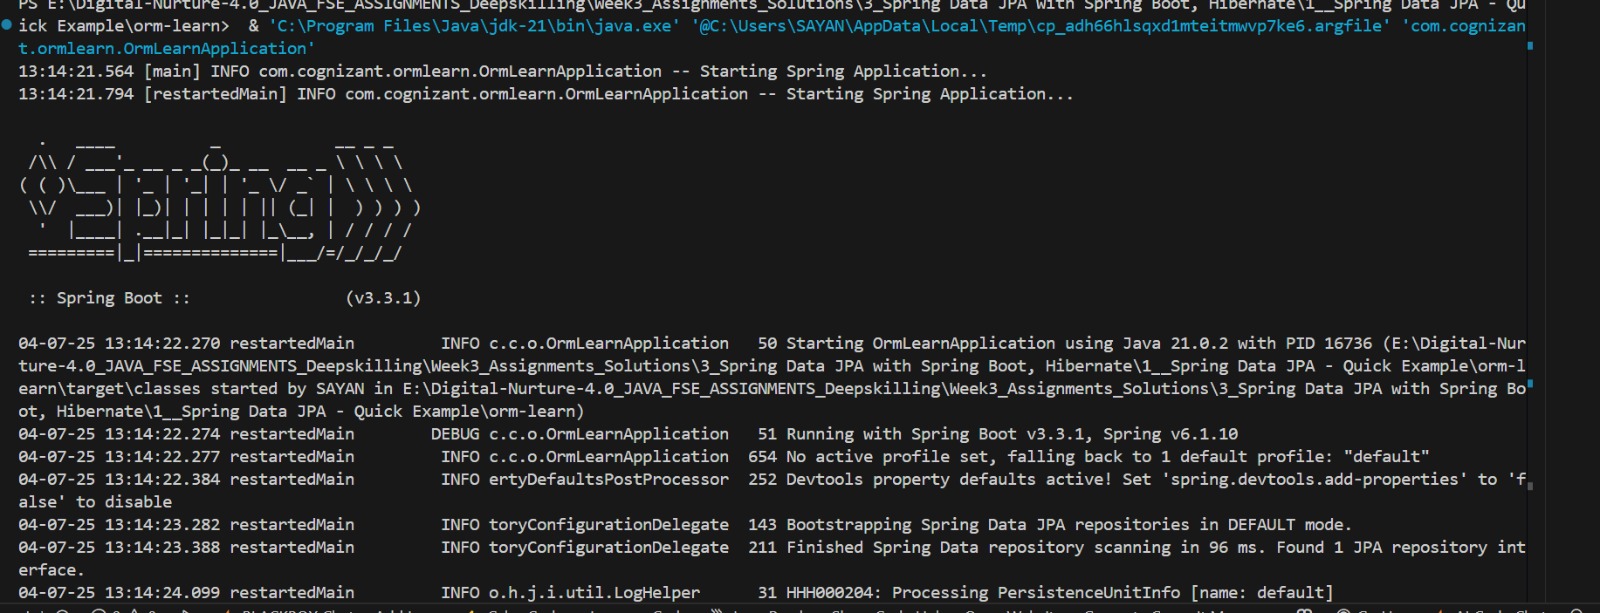 PS E:\Digital-Nurture-4.0_JAVA_FSE_ASSIGNMENTS_Deepskilling\Week3_Assignments_Solutions\3_Spring Data JPA with Spring Boot, Hibernate\1__Spring Data JPA - Qu
ick Example\orm-learn>  & 'C:\Program Files\Java\jdk-21\bin\java.exe' '@C:\Users\SAYAN\AppData\Local\Temp\cp_adh66hlsqxd1mteitmwvp7ke6.argfile' 'com.cognizan
t.ormlearn.OrmLearnApplication'
13:14:21.564 [main] INFO com.cognizant.ormlearn.OrmLearnApplication -- Starting Spring Application...
13:14:21.794 [restartedMain] INFO com.cognizant.ormlearn.OrmLearnApplication -- Starting Spring Application...
  .   ____          _            __ _ _
 /\\ / ___'_ __ _ _(_)_ __  __ _ \ \ \ \
( ( )\___ | '_ | '_| | '_ \/ _` | \ \ \ \
 \\/  ___)| |_)| | | | | || (_| |  ) ) ) )
  '  |____| .__|_| |_|_| |_\__, | / / / /
 =========|_|==============|___/=/_/_/_/
 :: Spring Boot ::                (v3.3.1)
04-07-25 13:14:22.270 restartedMain         INFO c.c.o.OrmLearnApplication   50 Starting OrmLearnApplication using Java 21.0.2 with PID 16736 (E:\Digital-Nur
ture-4.0_JAVA_FSE_ASSIGNMENTS_Deepskilling\Week3_Assignments_Solutions\3_Spring Data JPA with Spring Boot, Hibernate\1__Spring Data JPA - Quick Example\orm-l
earn\target\classes started by SAYAN in E:\Digital-Nurture-4.0_JAVA_FSE_ASSIGNMENTS_Deepskilling\Week3_Assignments_Solutions\3_Spring Data JPA with Spring Bo
ot, Hibernate\1__Spring Data JPA - Quick Example\orm-learn)
04-07-25 13:14:22.274 restartedMain        DEBUG c.c.o.OrmLearnApplication   51 Running with Spring Boot v3.3.1, Spring v6.1.10
04-07-25 13:14:22.277 restartedMain         INFO c.c.o.OrmLearnApplication  654 No active profile set, falling back to 1 default profile: "default"
04-07-25 13:14:22.384 restartedMain         INFO ertyDefaultsPostProcessor  252 Devtools property defaults active! Set 'spring.devtools.add-properties' to 'f
alse' to disable
04-07-25 13:14:23.282 restartedMain         INFO toryConfigurationDelegate  143 Bootstrapping Spring Data JPA repositories in DEFAULT mode.
04-07-25 13:14:23.388 restartedMain         INFO toryConfigurationDelegate  211 Finished Spring Data repository scanning in 96 ms. Found 1 JPA repository int
erface.
04-07-25 13:14:24.099 restartedMain         INFO o.h.j.i.util.LogHelper      31 HHH000204: Processing PersistenceUnitInfo [name: default]